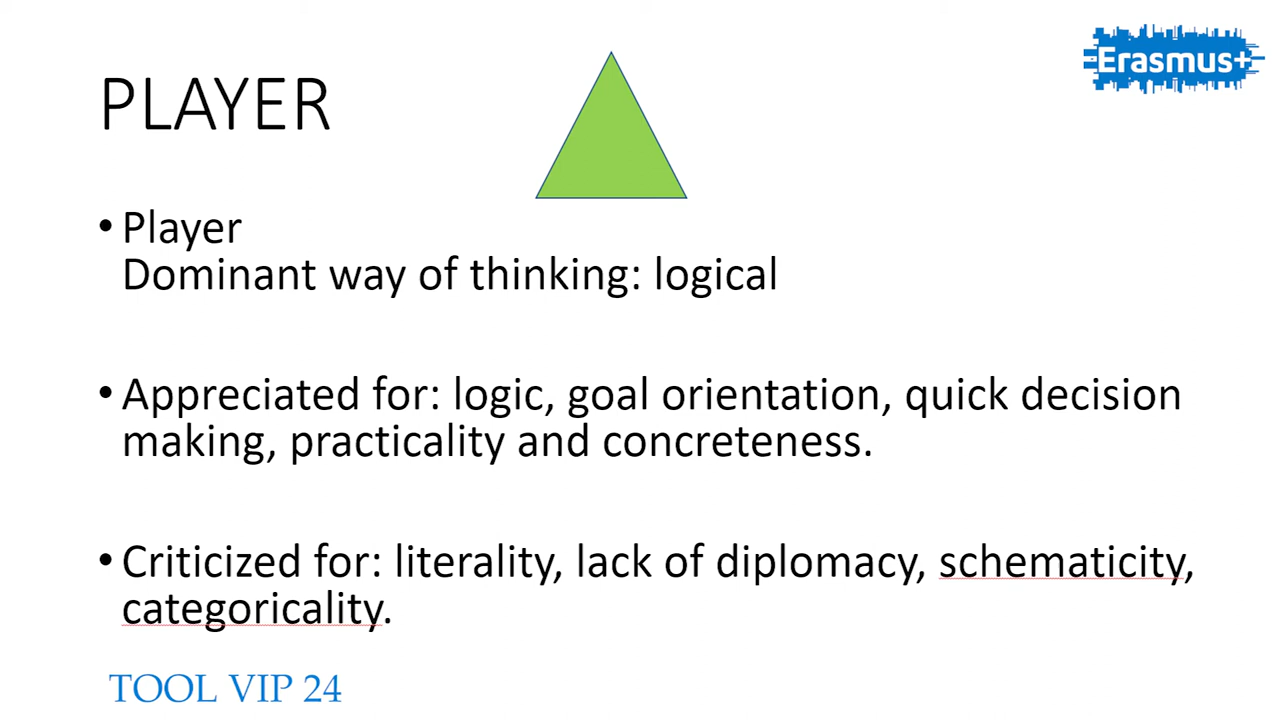 Erasmus+
PLAYER
• Player
Dominant way of thinking: logical
• Appreciated for: logic, goal orientation, quick decision
making, practicality and concreteness.
• Criticized for: literality, lack of diplomacy, schematicity,
categoricality.
TOOL VIP 24